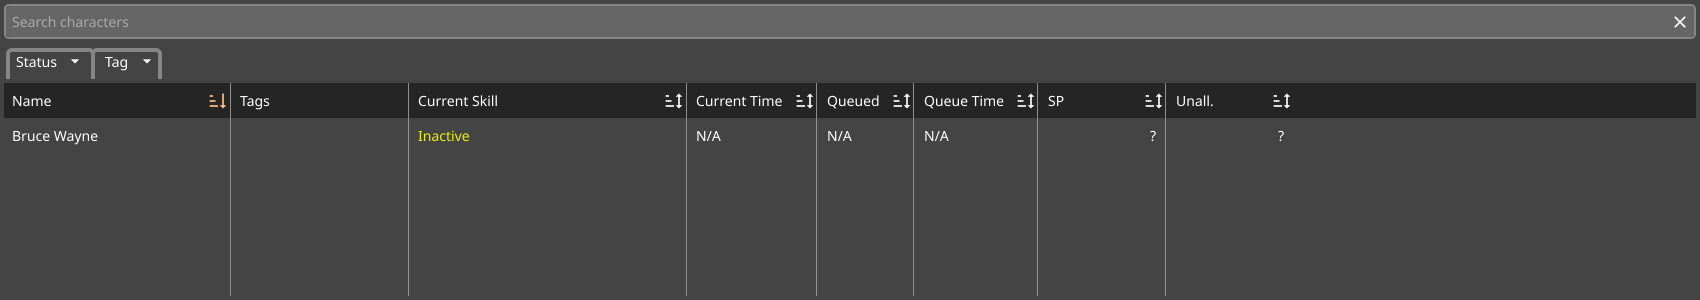 Search characters
Status Tag
Name Tags Current Skill Current Time Queued Queue Time SP Unall.
Bruce Wayne Inactive N/A N/A N/A ? ?